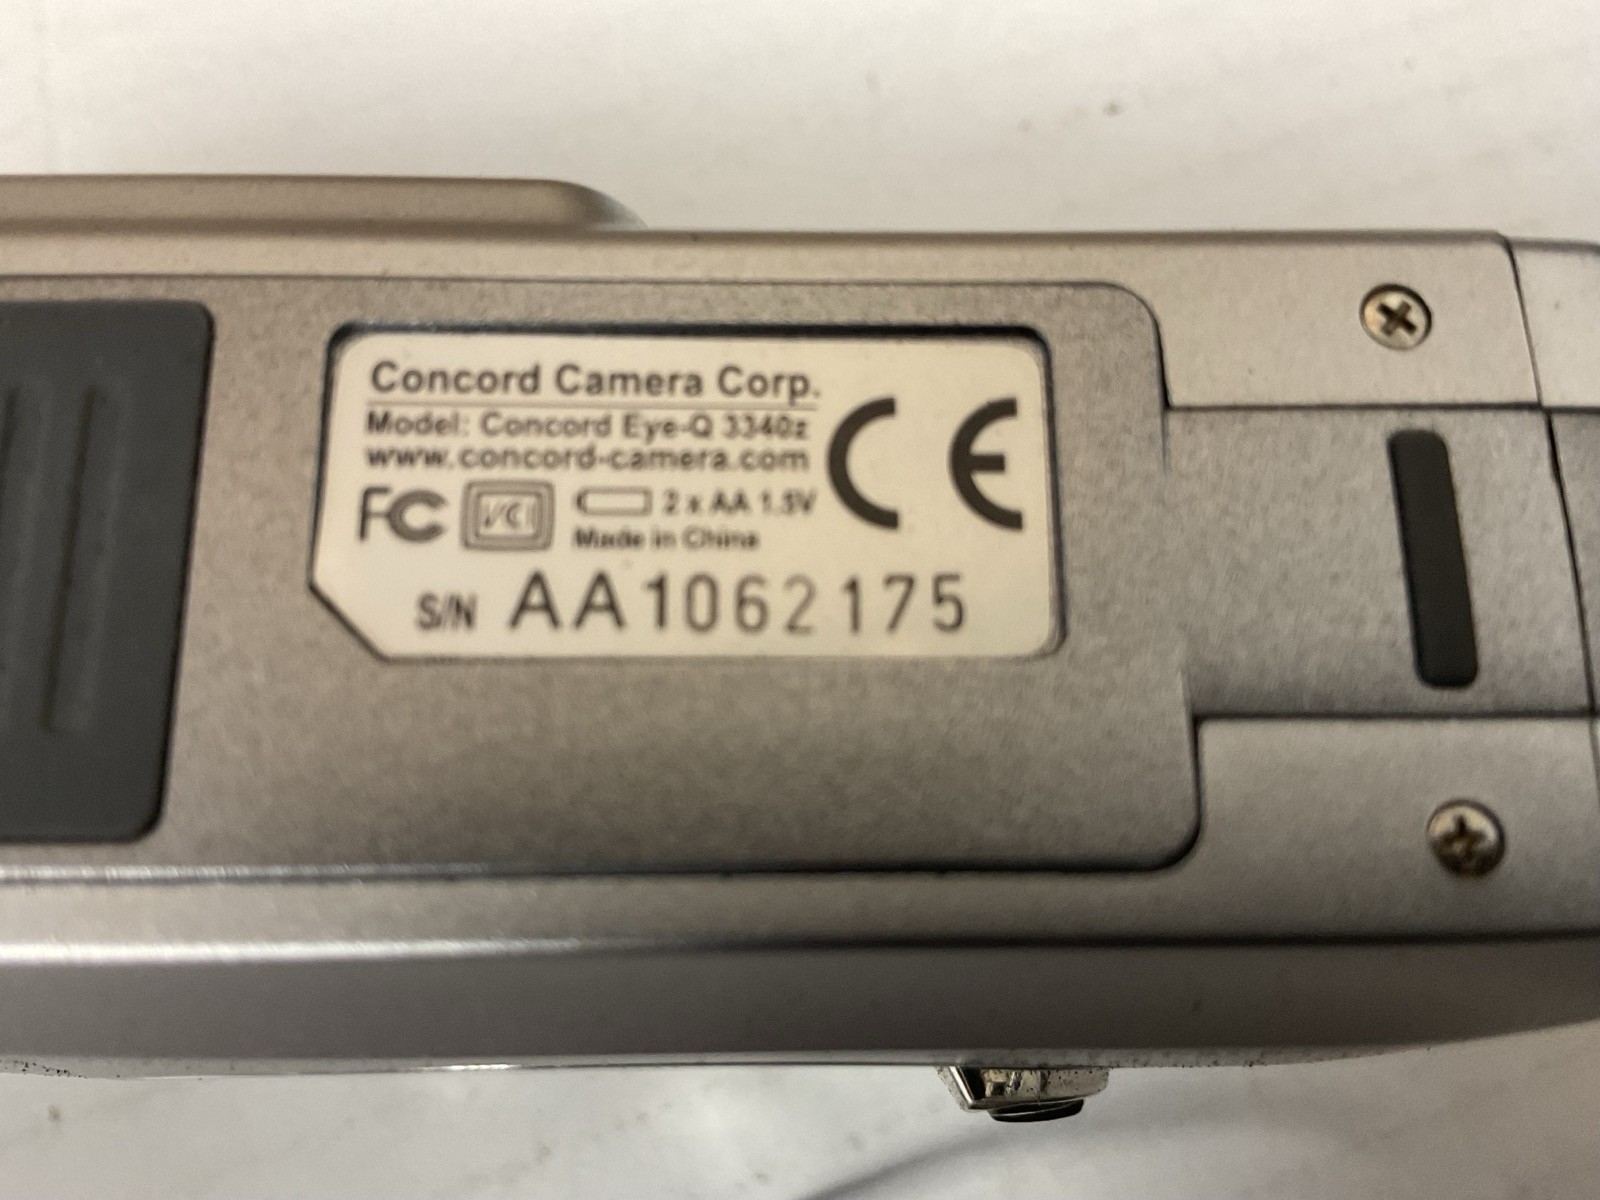 Concord Camera Corp.
Model: Concord Eye-Q 3340z
www.concord-camera.com
FC VCI 2 x AA 1.5V
Made in China
CE
S/N AA1062175